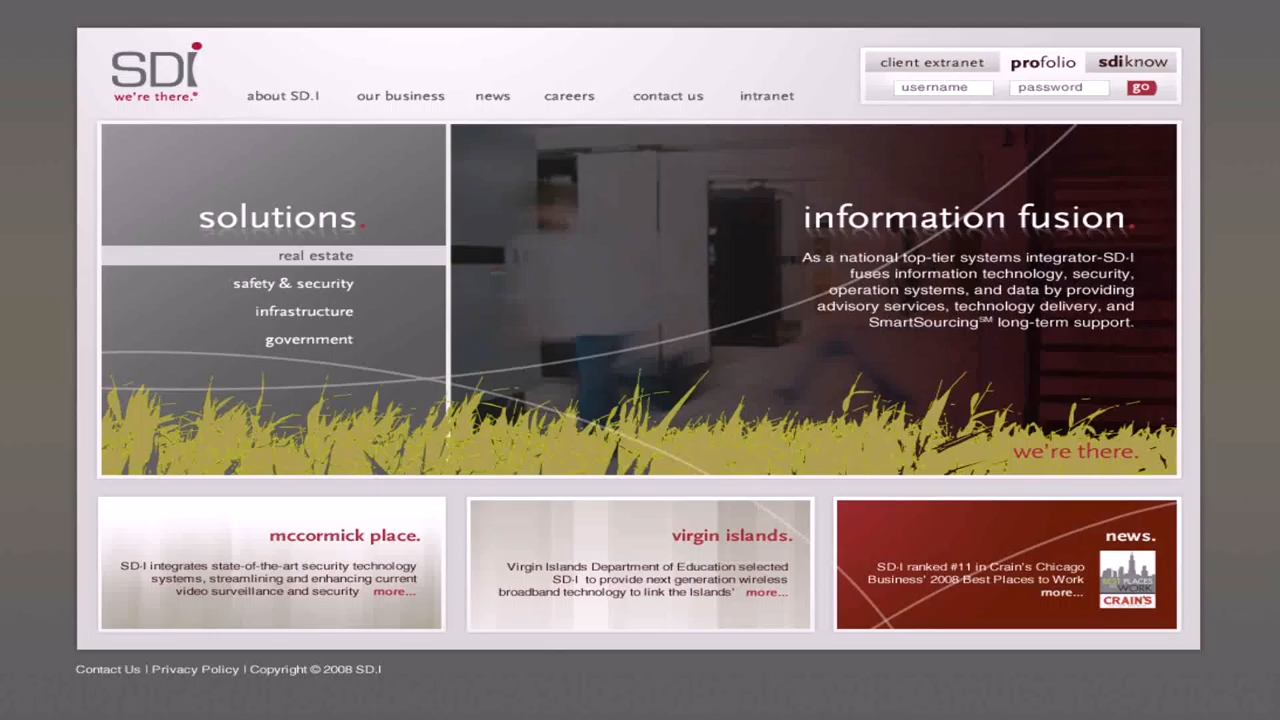 SDI
we're there.®
about SD.I
our business
news
careers
contact us
intranet
client extranet
profolio
sdiknow
username
password
go
solutions.
real estate
safety & security
infrastructure
government
information fusion.
As a national top-tier systems integrator-SD·I
fuses information technology, security,
operation systems, and data by providing
advisory services, technology delivery, and
SmartSourcing℠ long-term support.
we're there.
mccormick place.
SD·I integrates state-of-the-art security technology
systems, streamlining and enhancing current
video surveillance and security more...
virgin islands.
Virgin Islands Department of Education selected
SD·I to provide next generation wireless
broadband technology to link the Islands' more...
news.
SD·I ranked #11 in Crain's Chicago
Business' 2008 Best Places to Work
more...
BEST PLACES
to WORK
CRAIN'S
Contact Us | Privacy Policy | Copyright © 2008 SD.I